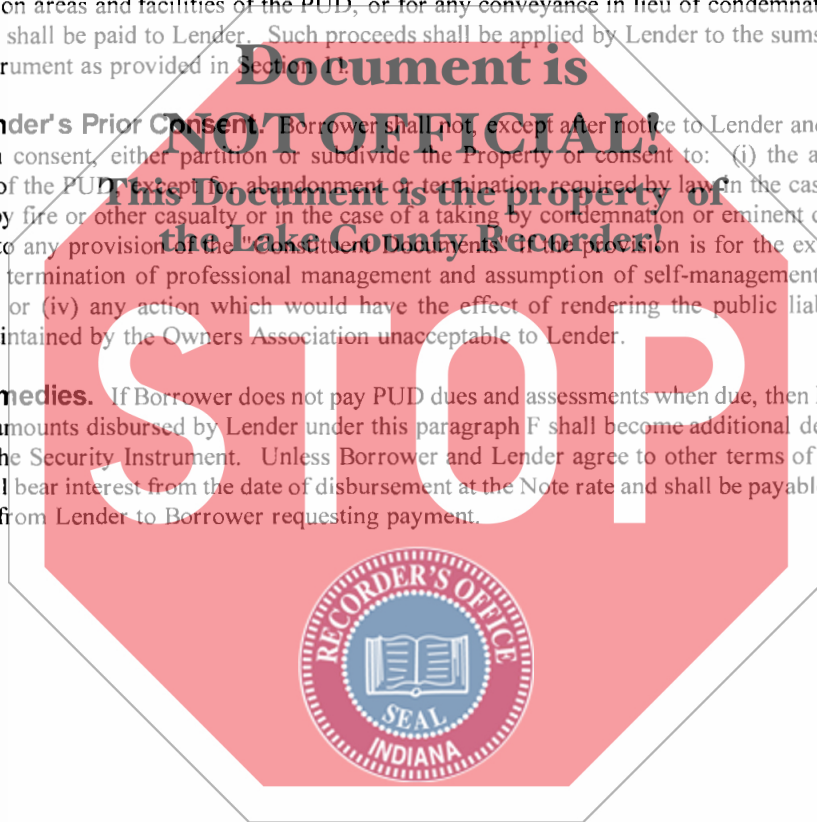 on areas and facilities of the PUD, or for any conveyance in lieu of condemnat
shall be paid to Lender. Such proceeds shall be applied by Lender to the sums
rument as provided in Section 11.
Document is
NOT OFFICIAL!
This Document is the property of
the Lake County Recorder!
nder's Prior Consent. Borrower shall not, except after notice to Lender and
consent, either partition or subdivide the Property or consent to: (i) the a
of the PUD, except for abandonment or termination required by law in the cas
y fire or other casualty or in the case of a taking by condemnation or eminent d
to any provision of the "Constituent Documents" if the provision is for the ex
termination of professional management and assumption of self-management
or (iv) any action which would have the effect of rendering the public liab
intained by the Owners Association unacceptable to Lender.
STOP
medies. If Borrower does not pay PUD dues and assessments when due, then
mounts disbursed by Lender under this paragraph F shall become additional de
he Security Instrument. Unless Borrower and Lender agree to other terms of
l bear interest from the date of disbursement at the Note rate and shall be payabl
from Lender to Borrower requesting payment.
RECORDER'S OFFICE
SEAL
INDIANA